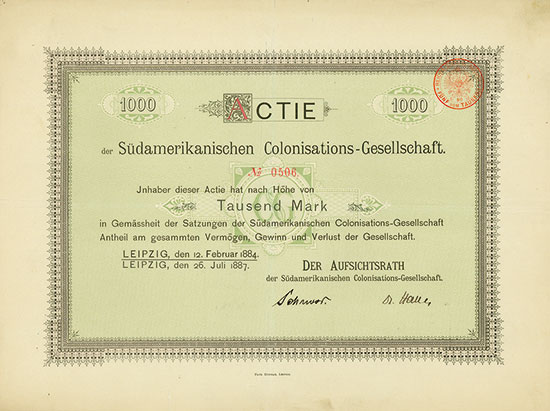 1000 ACTIE 1000
der Südamerikanischen Colonisations-Gesellschaft.
№ 0506
Jnhaber dieser Actie hat nach Höhe von
Tausend Mark
in Gemässheit der Satzungen der Südamerikanischen Colonisations-Gesellschaft
Antheil am gesammten Vermögen, Gewinn und Verlust der Gesellschaft.
LEIPZIG, den 12. Februar 1884.
LEIPZIG, den 26. Juli 1887.
DER AUFSICHTSRATH
der Südamerikanischen Colonisations-Gesellschaft.